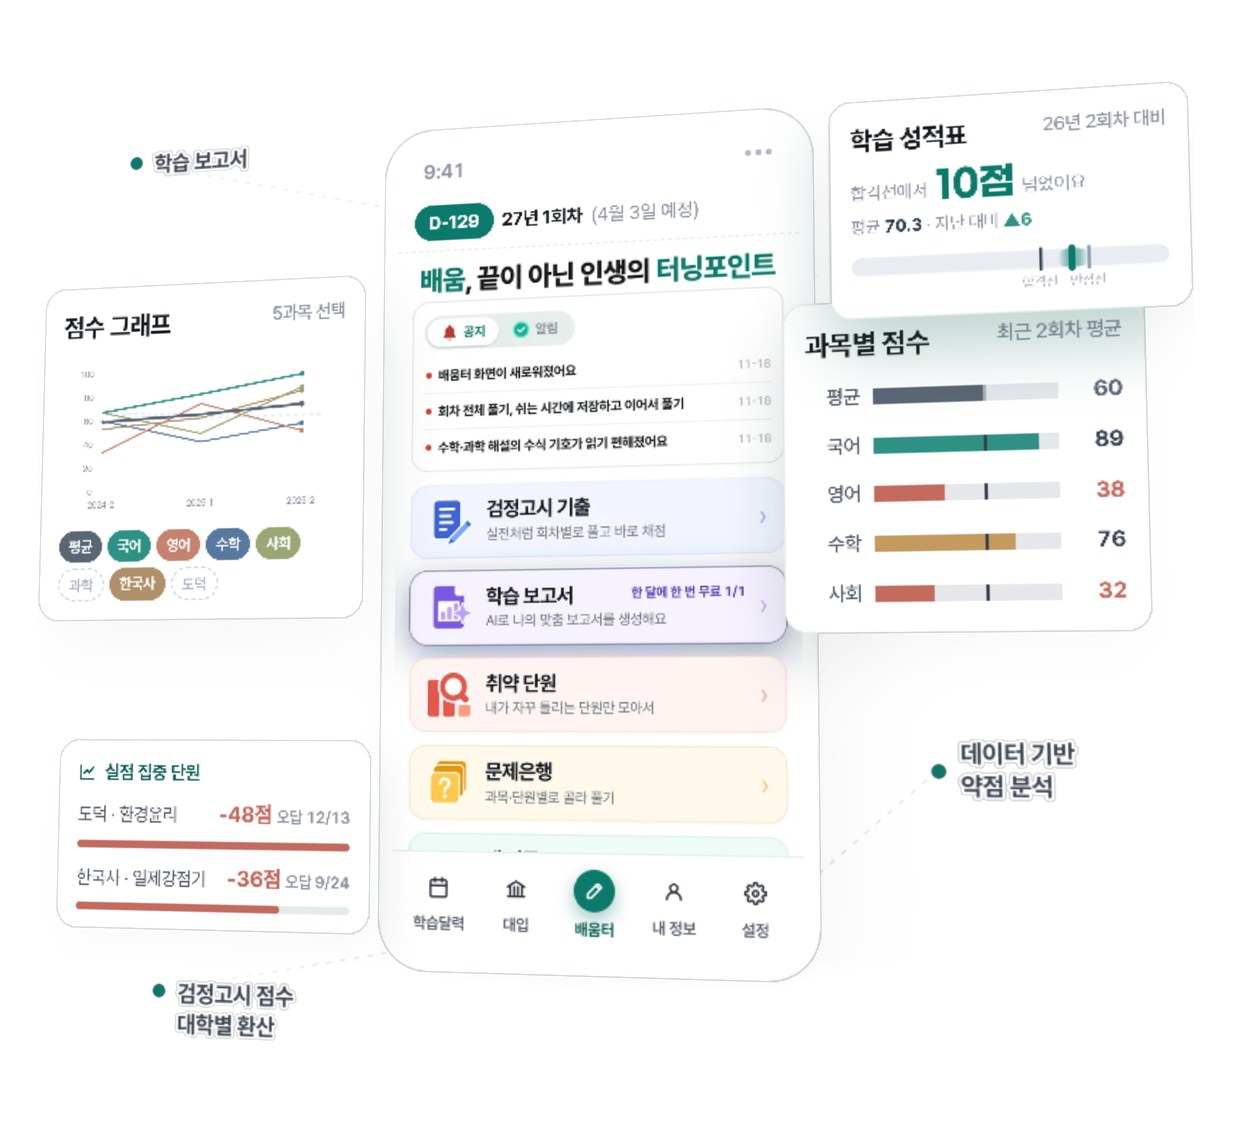 학습 보고서
점수 그래프
5과목 선택
100
80
60
40
20
0
2024-2
2025-1
2025-2
평균
국어
영어
수학
사회
과학
한국사
도덕
실점 집중 단원
도덕 · 환경윤리
-48점 오답 12/13
한국사 · 일제강점기
-36점 오답 9/24
검정고시 점수
대학별 환산
9:41
D-129 27년 1회차 (4월 3일 예정)
배움, 끝이 아닌 인생의 터닝포인트
공지
알림
배움터 화면이 새로워졌어요
11-18
회차 전체 풀기, 쉬는 시간에 저장하고 이어서 풀기
11-18
수학·과학 해설의 수식 기호가 읽기 편해졌어요
11-18
검정고시 기출
실전처럼 회차별로 풀고 바로 채점
학습 보고서
한 달에 한 번 무료 1/1
AI로 나의 맞춤 보고서를 생성해요
취약 단원
내가 자꾸 틀리는 단원만 모아서
문제은행
과목·단원별로 골라 풀기
학습달력
대입
배움터
내 정보
설정
학습 성적표
26년 2회차 대비
합격선에서 10점 넘었어요
평균 70.3 · 지난 대비 ▲6
합격선
과목별 점수
최근 2회차 평균
평균
60
국어
89
영어
38
수학
76
사회
32
데이터 기반
약점 분석